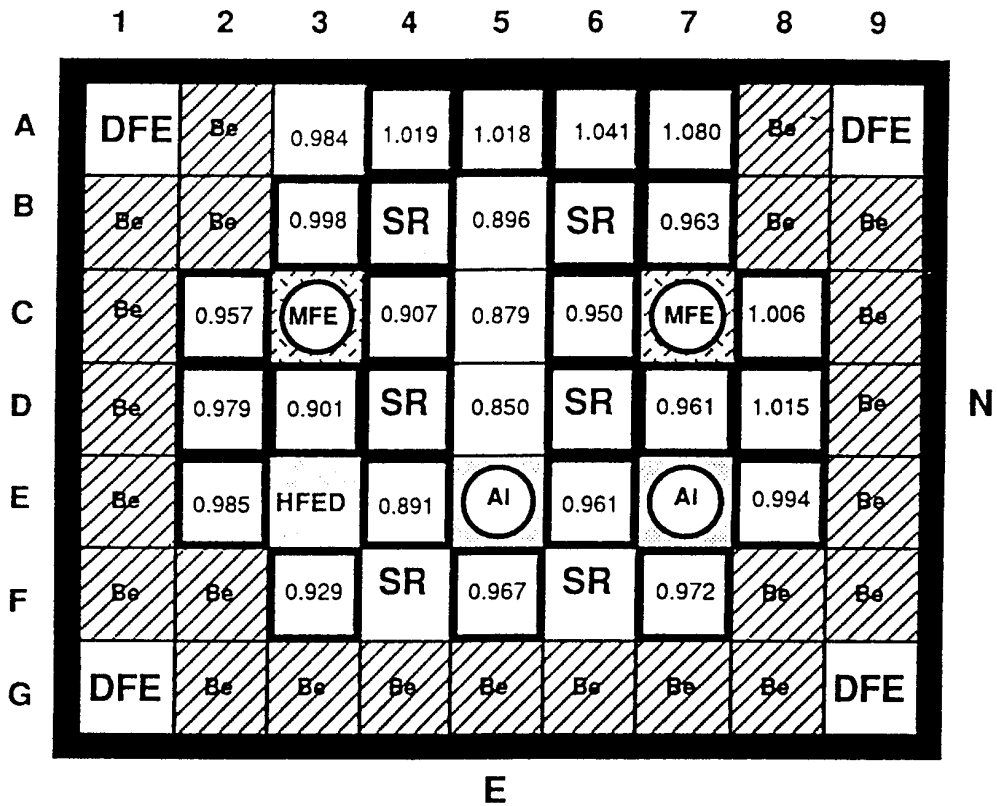 1 2 3 4 5 6 7 8 9
A DFE Be 0.984 1.019 1.018 1.041 1.080 Be DFE
B Be Be 0.998 SR 0.896 SR 0.963 Be Be
C Be 0.957 MFE 0.907 0.879 0.950 MFE 1.006 Be
D Be 0.979 0.901 SR 0.850 SR 0.961 1.015 Be N
E Be 0.985 HFED 0.891 Al 0.961 Al 0.994 Be
F Be Be 0.929 SR 0.967 SR 0.972 Be Be
G DFE Be Be Be Be Be Be Be DFE
E